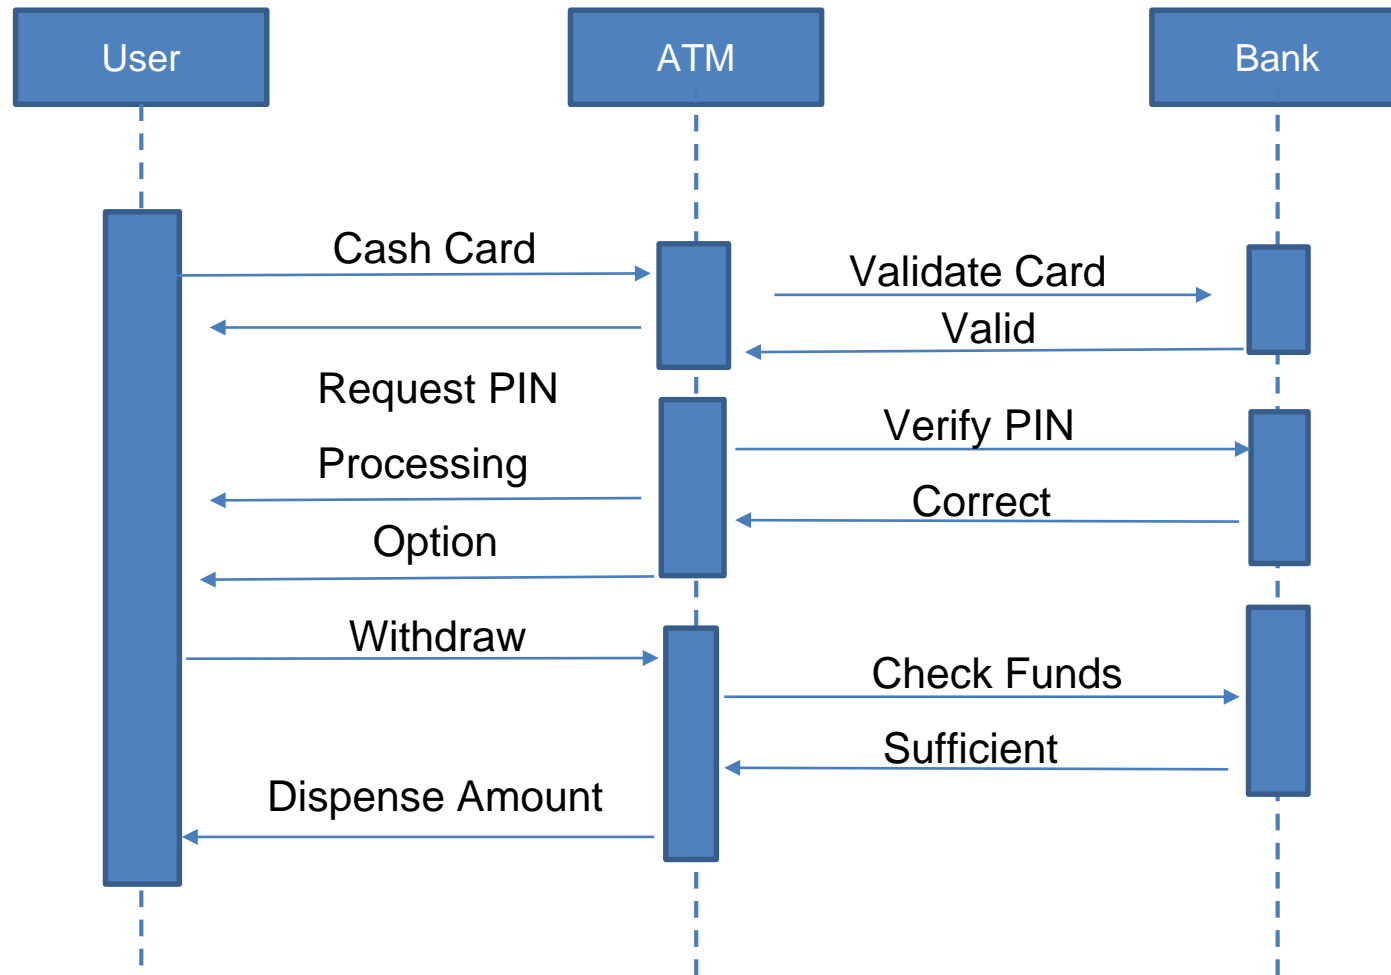 User
ATM
Bank
Cash Card
Validate Card
Valid
Request PIN
Verify PIN
Processing
Correct
Option
Withdraw
Check Funds
Sufficient
Dispense Amount